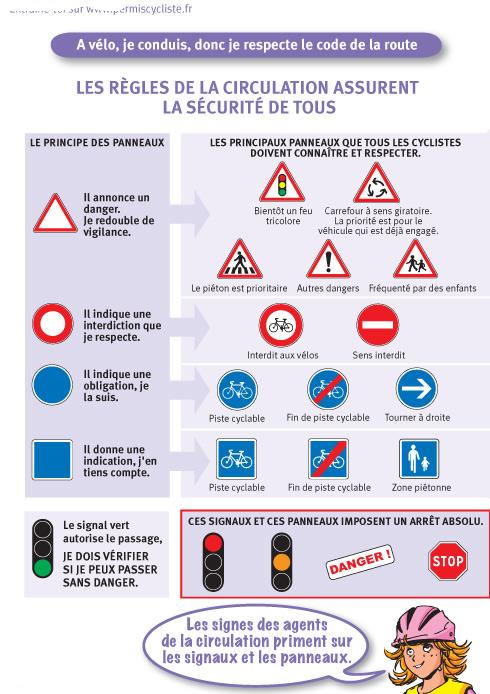 Entraîne-toi sur www.permiscycliste.fr
A vélo, je conduis, donc je respecte le code de la route
LES RÈGLES DE LA CIRCULATION ASSURENT
LA SÉCURITÉ DE TOUS
LE PRINCIPE DES PANNEAUX
LES PRINCIPAUX PANNEAUX QUE TOUS LES CYCLISTES
DOIVENT CONNAÎTRE ET RESPECTER.
Il annonce un
danger.
Je redouble de
vigilance.
Bientôt un feu
tricolore
Carrefour à sens giratoire.
La priorité est pour le
véhicule qui est déjà engagé.
Le piéton est prioritaire
Autres dangers
Fréquenté par des enfants
Il indique une
interdiction que
je respecte.
Interdit aux vélos
Sens interdit
Il indique une
obligation, je
la suis.
Piste cyclable
Fin de piste cyclable
Tourner à droite
Il donne une
indication, j'en
tiens compte.
Piste cyclable
Fin de piste cyclable
Zone piétonne
Le signal vert
autorise le passage,
JE DOIS VÉRIFIER
SI JE PEUX PASSER
SANS DANGER.
CES SIGNAUX ET CES PANNEAUX IMPOSENT UN ARRÊT ABSOLU.
DANGER !
STOP
Les signes des agents
de la circulation priment sur
les signaux et les panneaux.